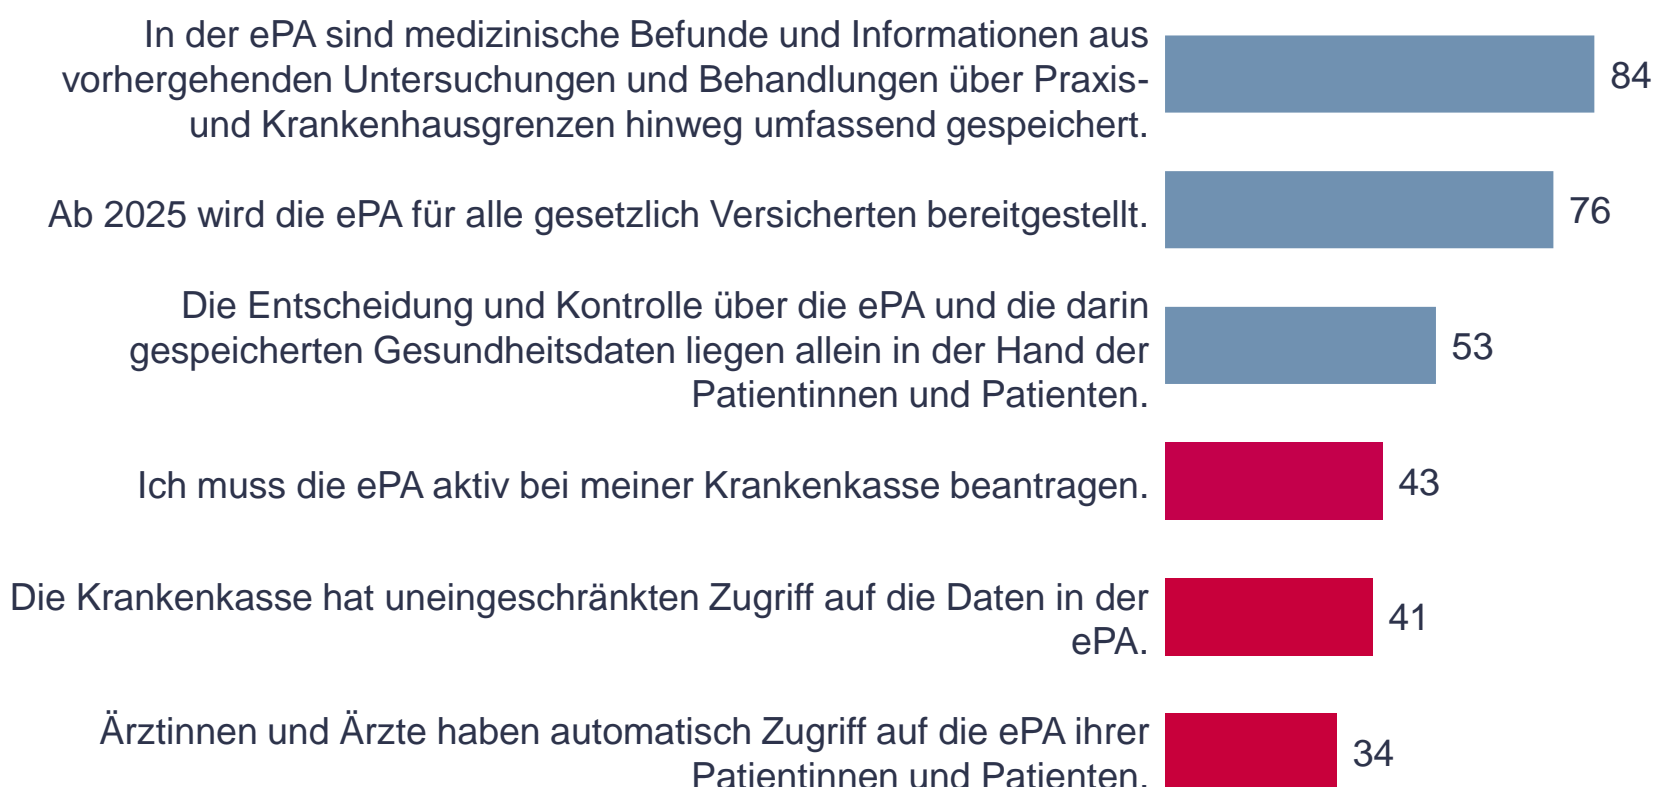 In der ePA sind medizinische Befunde und Informationen aus
vorhergehenden Untersuchungen und Behandlungen über Praxis-
und Krankenhausgrenzen hinweg umfassend gespeichert.
84
Ab 2025 wird die ePA für alle gesetzlich Versicherten bereitgestellt.
76
Die Entscheidung und Kontrolle über die ePA und die darin
gespeicherten Gesundheitsdaten liegen allein in der Hand der
Patientinnen und Patienten.
53
Ich muss die ePA aktiv bei meiner Krankenkasse beantragen.
43
Die Krankenkasse hat uneingeschränkten Zugriff auf die Daten in der
ePA.
41
Ärztinnen und Ärzte haben automatisch Zugriff auf die ePA ihrer
Patientinnen und Patienten.
34